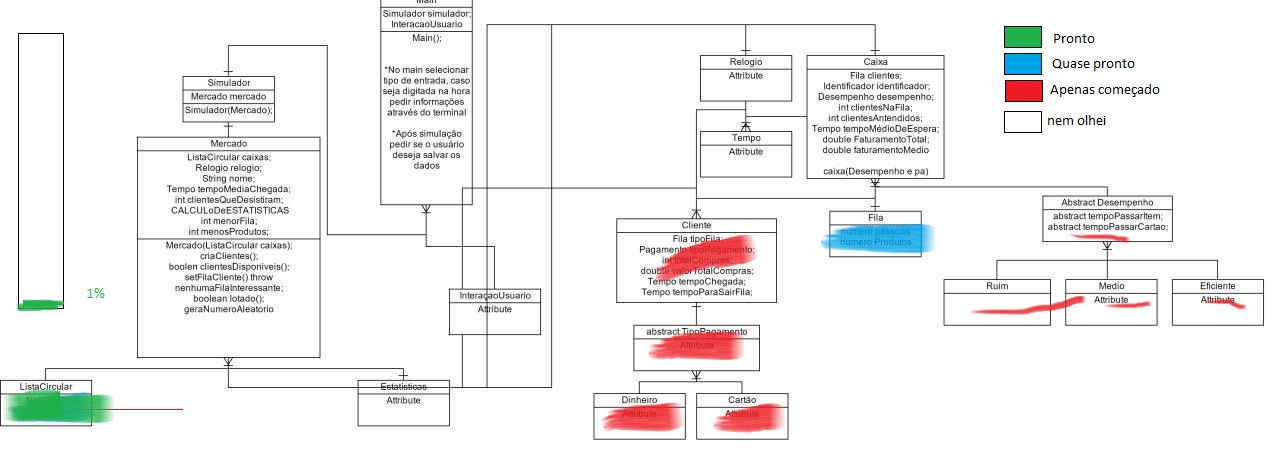 Main
Simulador simulador;
InteracaoUsuario
Main();
*No main selecionar
tipo de entrada, caso
seja digitada na hora
pedir informações
através do terminal
*Após simulação
pedir se o usuário
deseja salvar os
dados
Pronto
Quase pronto
Apenas começado
nem olhei
1%
Simulador
Mercado mercado
Simulador(Mercado);
Mercado
ListaCircular caixas;
Relogio relogio;
String nome;
Tempo tempoMediaChegada;
int clientesQueDesistiram;
CALCULoDeESTATISTICAS
int menorFila;
int menosProdutos;
Mercado(ListaCircular caixas);
criaClientes();
boolen clientesDisponiveis();
setFilaCliente() throw
nenhumaFilaInteressante;
boolean lotado();
geraNumeroAleatorio
ListaCircular
Estatisticas
Attribute
InteraçaoUsuario
Attribute
Relogio
Attribute
Tempo
Attribute
Caixa
Fila clientes;
Identificador identificador;
Desempenho desempenho;
int clientesNaFila;
int clientesAntendidos;
Tempo tempoMédioDeEspera;
double FaturamentoTotal;
double faturamentoMedio
caixa(Desempenho e pa)
Cliente
Fila tipoFila;
Pagamento tipoPagamento;
int totalCompras;
double valorTotalCompras;
Tempo tempoChegada;
Tempo tempoParaSairFila;
Fila
numero pessoas
numero Produtos
Abstract Desempenho
abstract tempoPassarItem;
abstract tempoPassarCartao;
Ruim
Medio
Attribute
Eficiente
Attribute
abstract TipoPagamento
Attribute
Dinheiro
Attribute
Cartão
Attribute